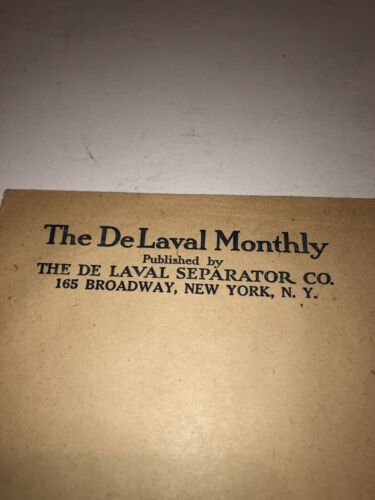 The De Laval Monthly
Published by
THE DE LAVAL SEPARATOR CO.
165 BROADWAY, NEW YORK, N. Y.